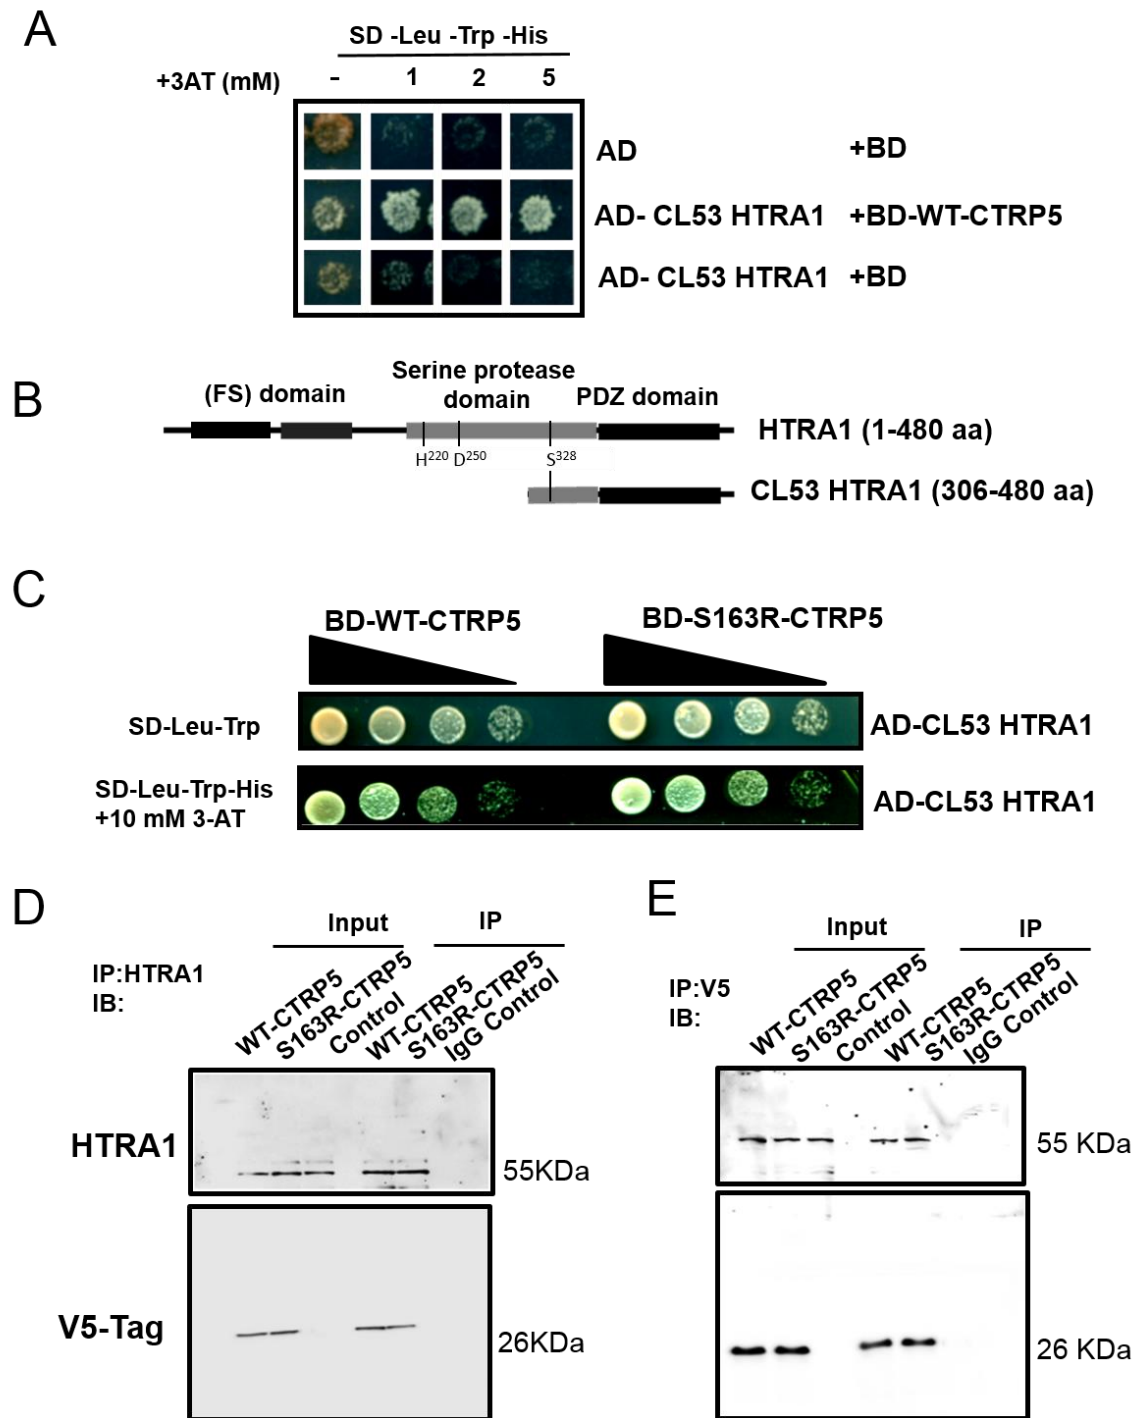 A
SD -Leu -Trp -His
+3AT (mM) - 1 2 5
AD +BD
AD- CL53 HTRA1 +BD-WT-CTRP5
AD- CL53 HTRA1 +BD
B
(FS) domain
Serine protease
domain
PDZ domain
HTRA1 (1-480 aa)
H220 D250 S328
CL53 HTRA1 (306-480 aa)
C
BD-WT-CTRP5 BD-S163R-CTRP5
SD-Leu-Trp AD-CL53 HTRA1
SD-Leu-Trp-His
+10 mM 3-AT
AD-CL53 HTRA1
D
Input IP
IP:HTRA1
IB:
WT-CTRP5
S163R-CTRP5
Control
WT-CTRP5
S163R-CTRP5
IgG Control
HTRA1
55KDa
V5-Tag
26KDa
E
Input IP
IP:V5
IB:
WT-CTRP5
S163R-CTRP5
Control
WT-CTRP5
S163R-CTRP5
IgG Control
55 KDa
26 KDa